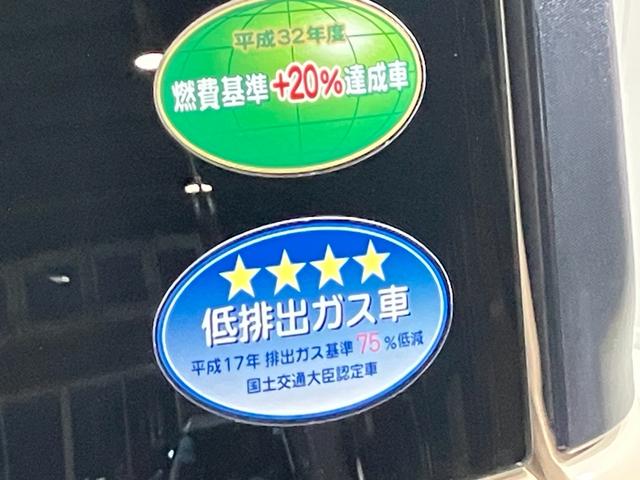 平成32年度
燃費基準+20%達成車
低排出ガス車
平成17年 排出ガス基準75%低減
国土交通大臣認定車